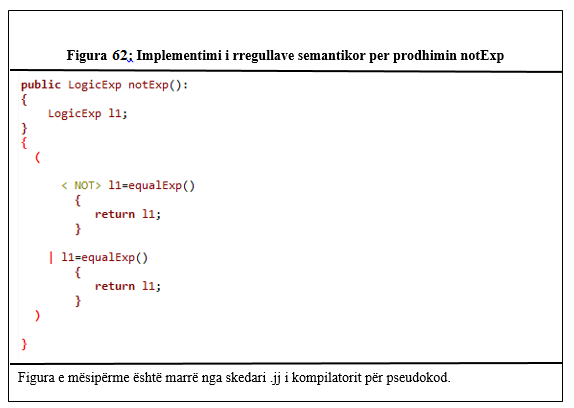 Figura 62: Implementimi i rregullave semantikor per prodhimin notExp
public LogicExp notExp():
{
LogicExp l1;
}
{
(
< NOT> l1=equalExp()
{
return l1;
}
| l1=equalExp()
{
return l1;
}
)
}
Figura e mësipërme është marrë nga skedari .jj i kompilatorit për pseudokod.